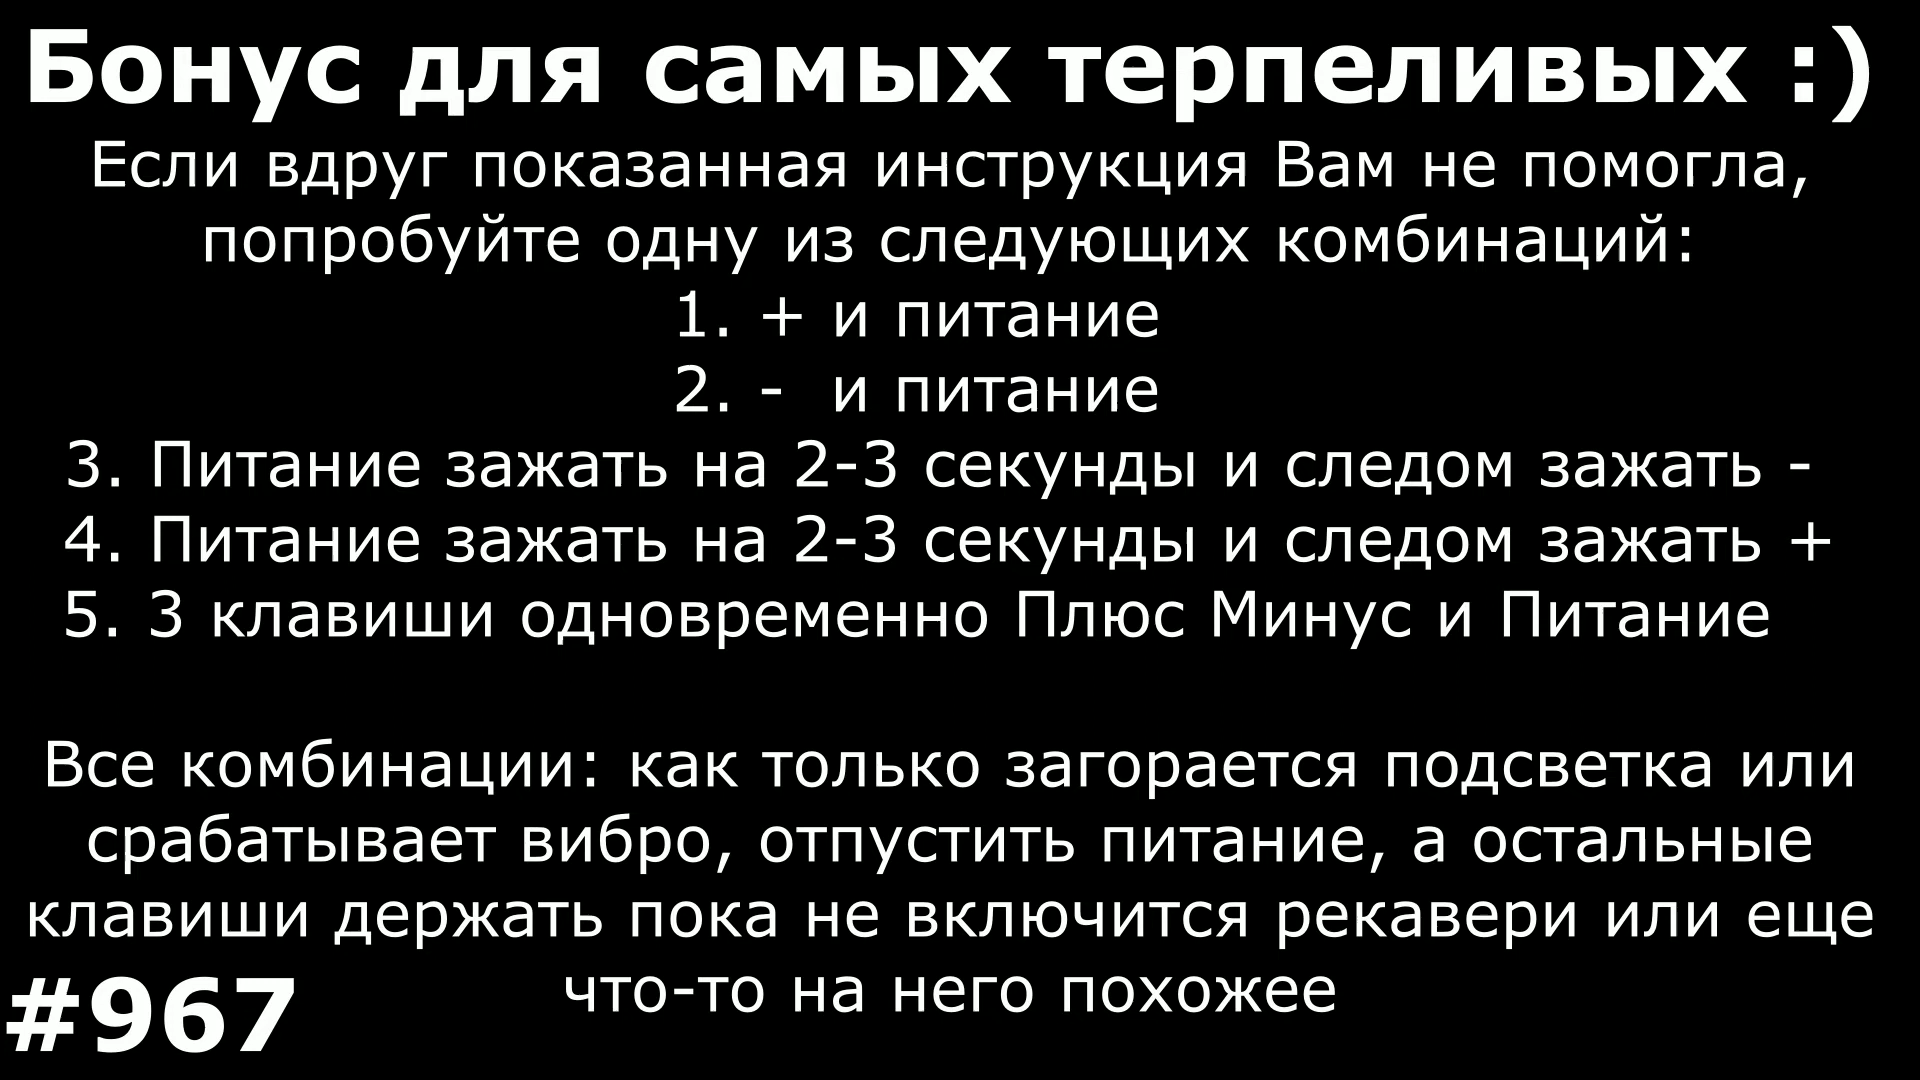 Бонус для самых терпеливых :)
Если вдруг показанная инструкция Вам не помогла,
попробуйте одну из следующих комбинаций:
1. + и питание
2. - и питание
3. Питание зажать на 2-3 секунды и следом зажать -
4. Питание зажать на 2-3 секунды и следом зажать +
5. 3 клавиши одновременно Плюс Минус и Питание
Все комбинации: как только загорается подсветка или
срабатывает вибро, отпустить питание, а остальные
клавиши держать пока не включится рекавери или еще
что-то на него похожее
#967